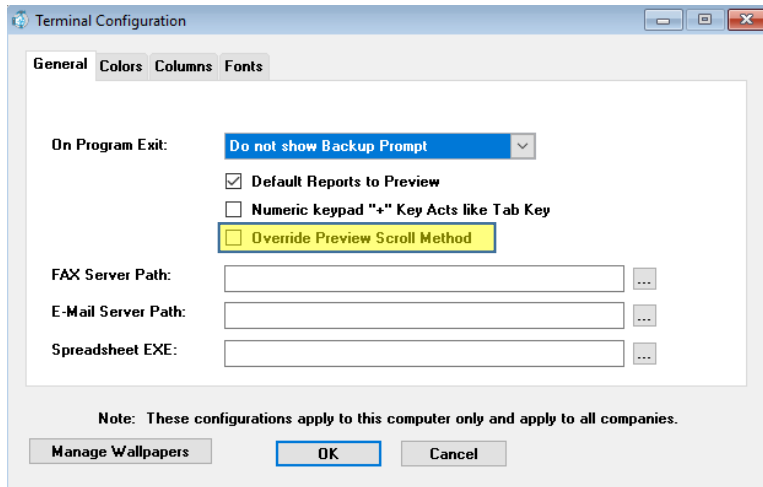 Terminal Configuration
General Colors Columns Fonts
On Program Exit: Do not show Backup Prompt
Default Reports to Preview
Numeric keypad "+" Key Acts like Tab Key
Override Preview Scroll Method
FAX Server Path: ...
E-Mail Server Path: ...
Spreadsheet EXE: ...
Note: These configurations apply to this computer only and apply to all companies.
Manage Wallpapers OK Cancel